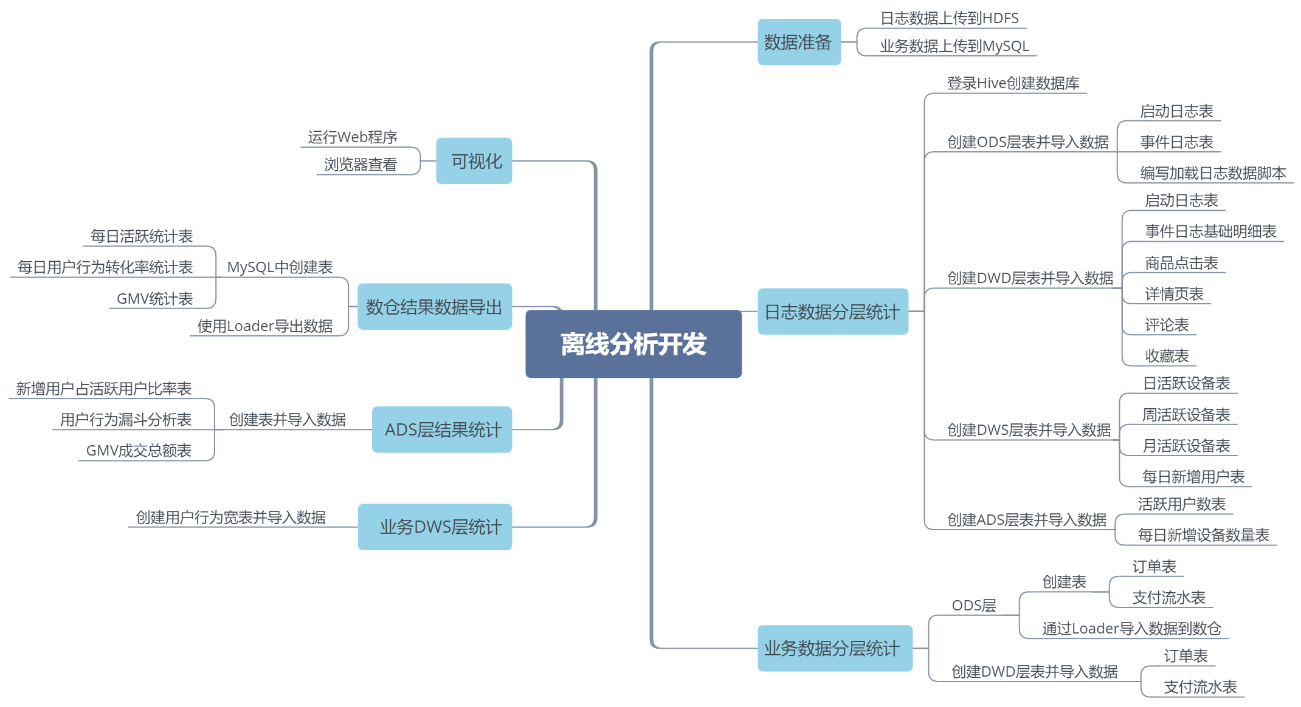 离线分析开发
数据准备
日志数据上传到HDFS
业务数据上传到MySQL
日志数据分层统计
登录Hive创建数据库
创建ODS层表并导入数据
启动日志表
事件日志表
编写加载日志数据脚本
创建DWD层表并导入数据
启动日志表
事件日志基础明细表
商品点击表
详情页表
评论表
收藏表
创建DWS层表并导入数据
日活跃设备表
周活跃设备表
月活跃设备表
每日新增用户表
创建ADS层表并导入数据
活跃用户数表
每日新增设备数量表
业务数据分层统计
ODS层
创建表
订单表
支付流水表
通过Loader导入数据到数仓
创建DWD层表并导入数据
订单表
支付流水表
可视化
运行Web程序
浏览器查看
数仓结果数据导出
MySQL中创建表
每日活跃统计表
每日用户行为转化率统计表
GMV统计表
使用Loader导出数据
ADS层结果统计
创建表并导入数据
新增用户占活跃用户比率表
用户行为漏斗分析表
GMV成交总额表
业务DWS层统计
创建用户行为宽表并导入数据